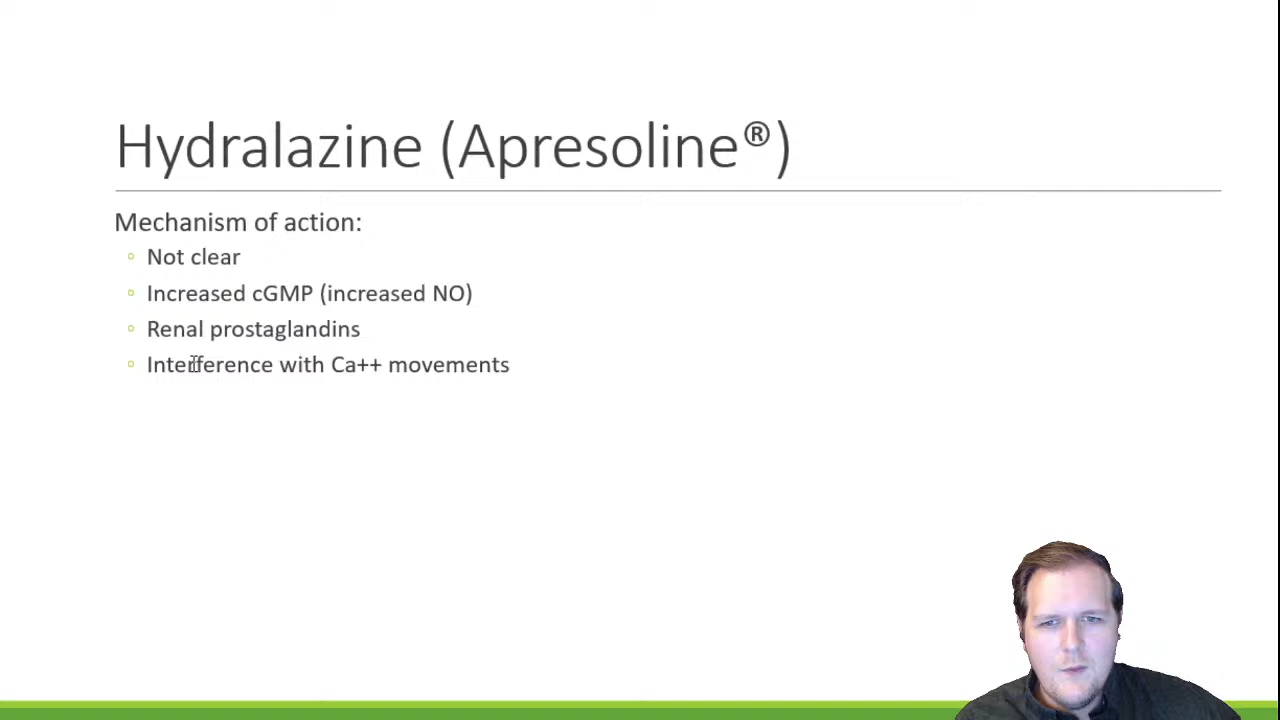 Hydralazine (Apresoline®)
Mechanism of action:
Not clear
Increased cGMP (increased NO)
Renal prostaglandins
Interference with Ca++ movements